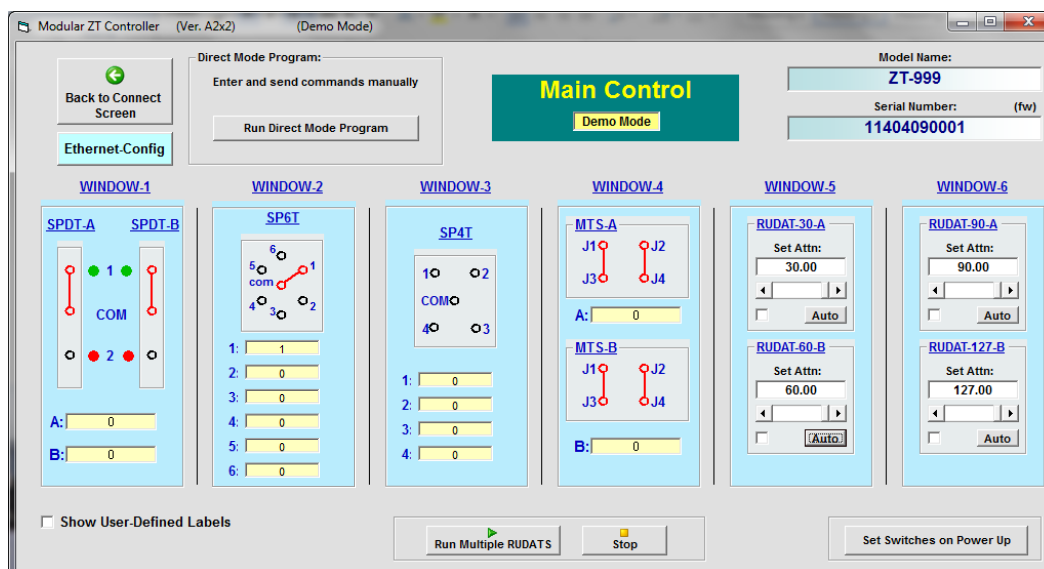 Modular ZT Controller (Ver. A2x2) (Demo Mode)
Back to Connect
Screen
Ethernet-Config
Direct Mode Program:
Enter and send commands manually
Run Direct Mode Program
Main Control
Demo Mode
Model Name:
ZT-999
Serial Number: (fw)
11404090001
WINDOW-1
SPDT-A SPDT-B
1
COM
2
A: 0
B: 0
WINDOW-2
SP6T
6
5 1
com
4 2
3
1: 1
2: 0
3: 0
4: 0
5: 0
6: 0
WINDOW-3
SP4T
1 2
COM
4 3
1: 0
2: 0
3: 0
4: 0
WINDOW-4
MTS-A
J1 J2
J3 J4
A: 0
MTS-B
J1 J2
J3 J4
B: 0
WINDOW-5
RUDAT-30-A
Set Attn:
30.00
Auto
RUDAT-60-B
Set Attn:
60.00
Auto
WINDOW-6
RUDAT-90-A
Set Attn:
90.00
Auto
RUDAT-127-B
Set Attn:
127.00
Auto
Show User-Defined Labels
Run Multiple RUDATS
Stop
Set Switches on Power Up